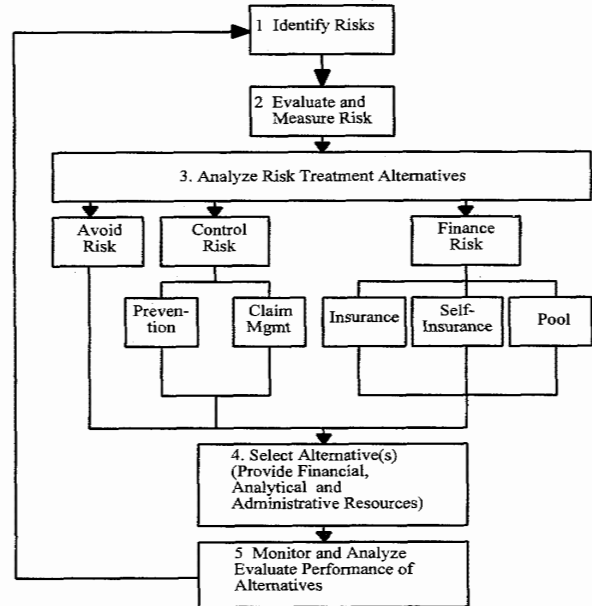 1 Identify Risks
2 Evaluate and
Measure Risk
3. Analyze Risk Treatment Alternatives
Avoid
Risk
Control
Risk
Finance
Risk
Preven-
tion
Claim
Mgmt
Insurance
Self-
Insurance
Pool
4. Select Alternative(s)
(Provide Financial,
Analytical and
Administrative Resources)
5 Monitor and Analyze
Evaluate Performance of
Alternatives